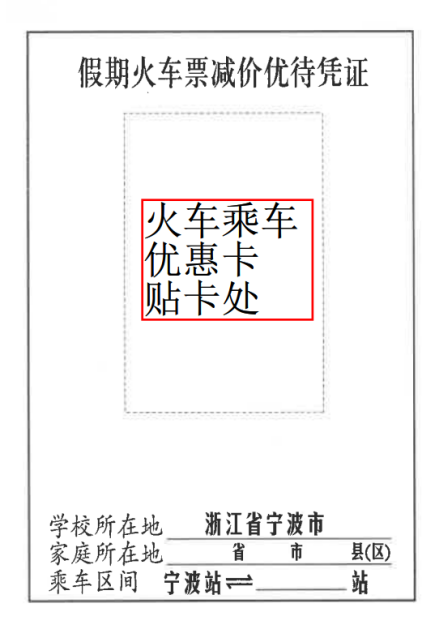 假期火车票减价优待凭证
火车乘车
优惠卡
贴卡处
学校所在地 浙江省宁波市
家庭所在地 省 市 县(区)
乘车区间 宁波站⇌ 站